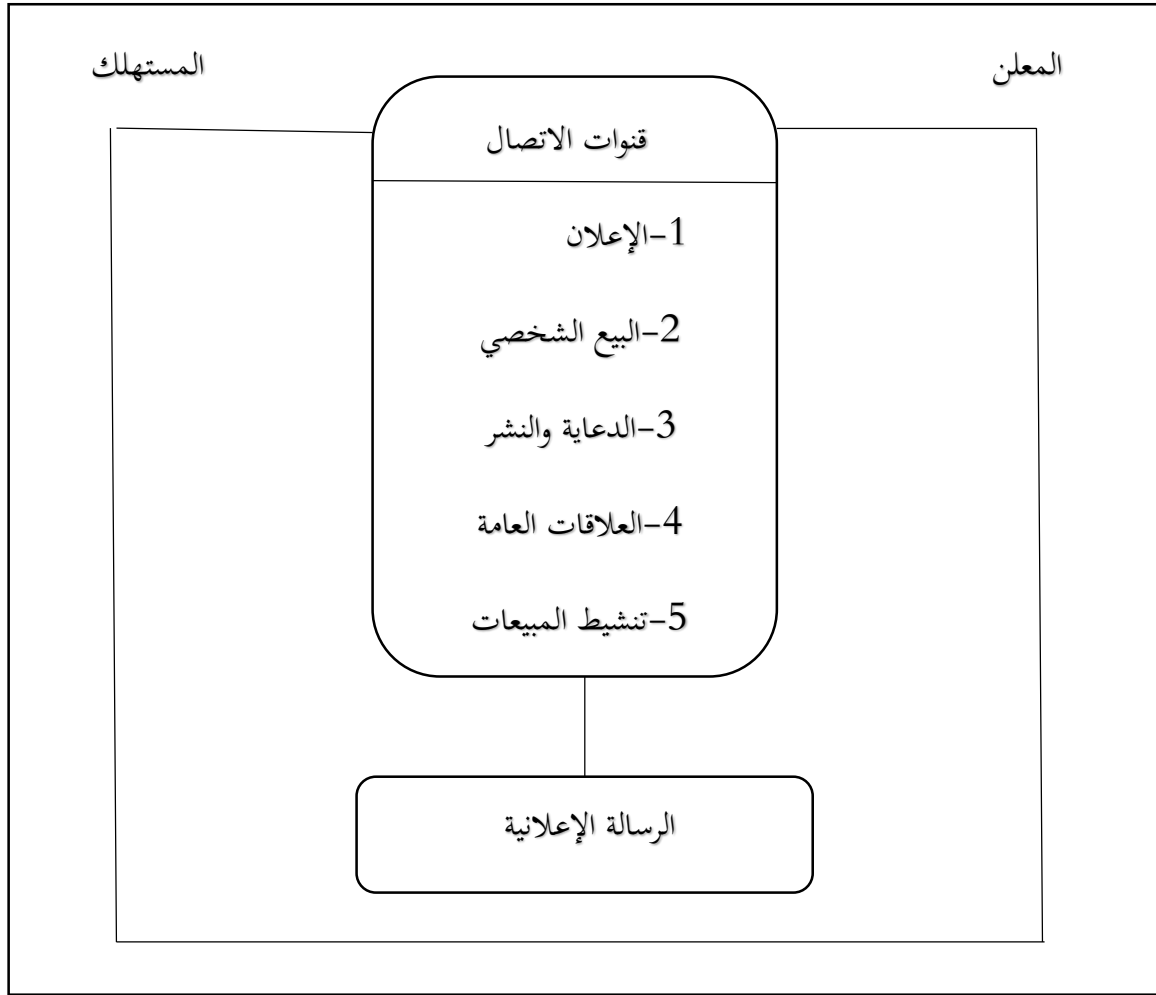 المعلن
المستهلك
قنوات الاتصال
1-الإعلان
2-البيع الشخصي
3-الدعاية والنشر
4-العلاقات العامة
5-تنشيط المبيعات
الرسالة الإعلانية